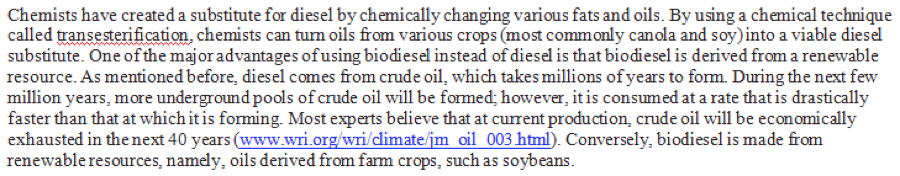 Chemists have created a substitute for diesel by chemically changing various fats and oils. By using a chemical technique
called transesterification, chemists can turn oils from various crops (most commonly canola and soy) into a viable diesel
substitute. One of the major advantages of using biodiesel instead of diesel is that biodiesel is derived from a renewable
resource. As mentioned before, diesel comes from crude oil, which takes millions of years to form. During the next few
million years, more underground pools of crude oil will be formed; however, it is consumed at a rate that is drastically
faster than that at which it is forming. Most experts believe that at current production, crude oil will be economically
exhausted in the next 40 years (www.wri.org/wri/climate/jm_oil_003.html). Conversely, biodiesel is made from
renewable resources, namely, oils derived from farm crops, such as soybeans.